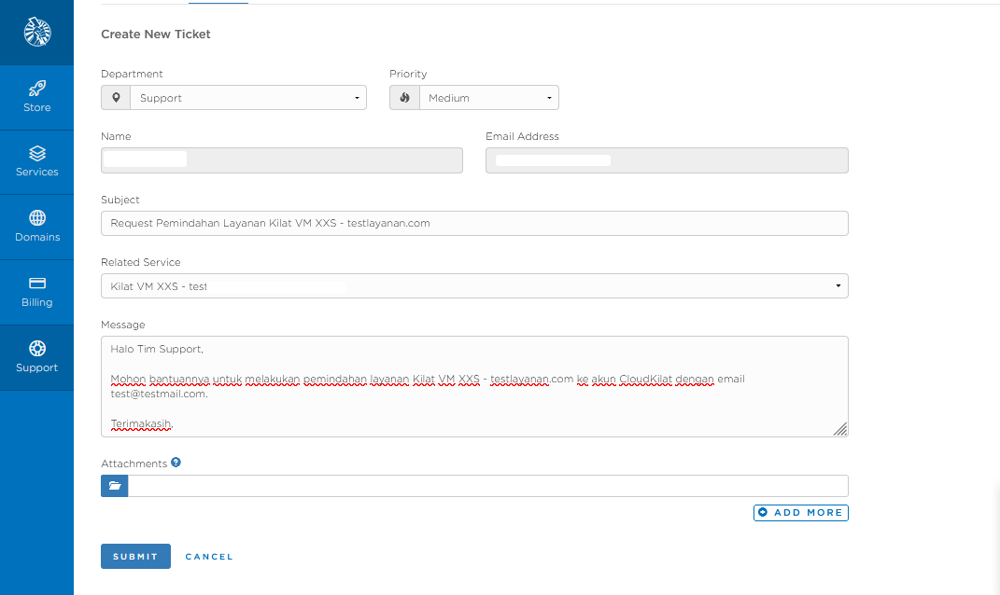 Store
Services
Domains
Billing
Support
Create New Ticket
Department
Priority
Support
Medium
Name
Email Address
Subject
Request Pemindahan Layanan Kilat VM XXS - testlayanan.com
Related Service
Kilat VM XXS - test
Message
Halo Tim Support,
Mohon bantuannya untuk melakukan pemindahan layanan Kilat VM XXS - testlayanan.com ke akun CloudKilat dengan email
test@testmail.com.
Terimakasih.
Attachments ?
ADD MORE
SUBMIT
CANCEL